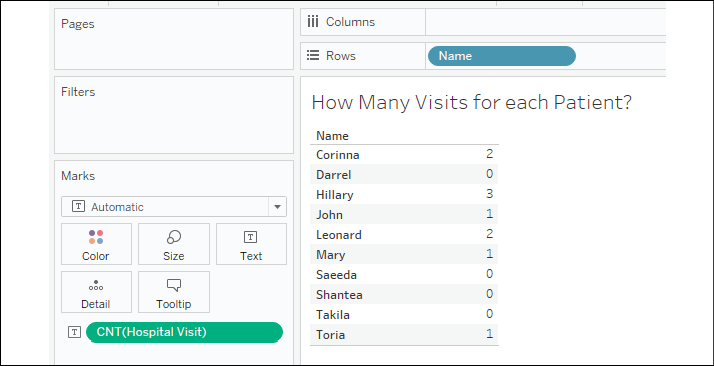 Pages
Columns
Rows
Name
Filters
How Many Visits for each Patient?
Name
Corinna 2
Darrel 0
Hillary 3
John 1
Leonard 2
Mary 1
Saeeda 0
Shantea 0
Takila 0
Toria 1
Marks
T Automatic
Color
Size
T
Text
Detail
Tooltip
T CNT(Hospital Visit)